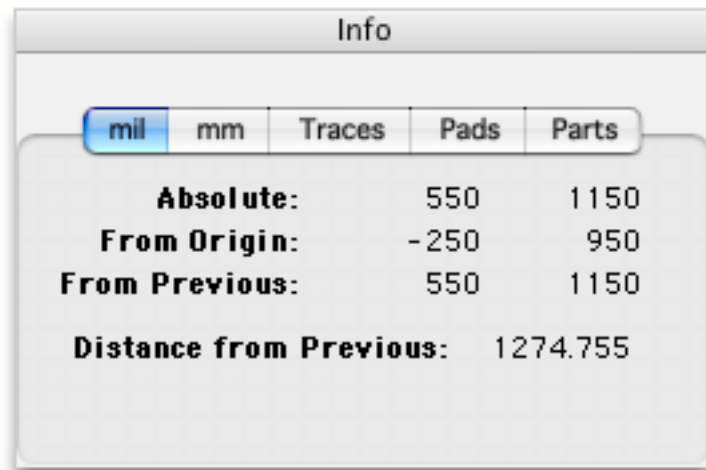 Info
mil mm Traces Pads Parts
Absolute: 550 1150
From Origin: -250 950
From Previous: 550 1150
Distance from Previous: 1274.755